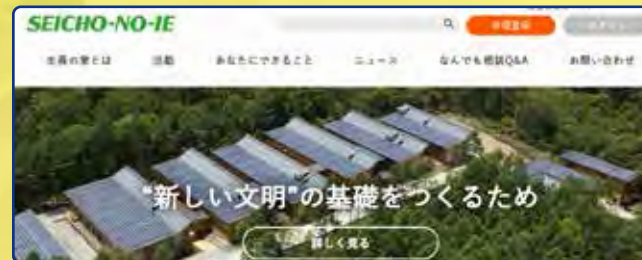 SEICHO-NO-IE
生長の家とは 活動 あなたにできること ニュース なんでも相談Q&A お問い合わせ
“新しい文明”の基礎をつくるため
詳しく見る